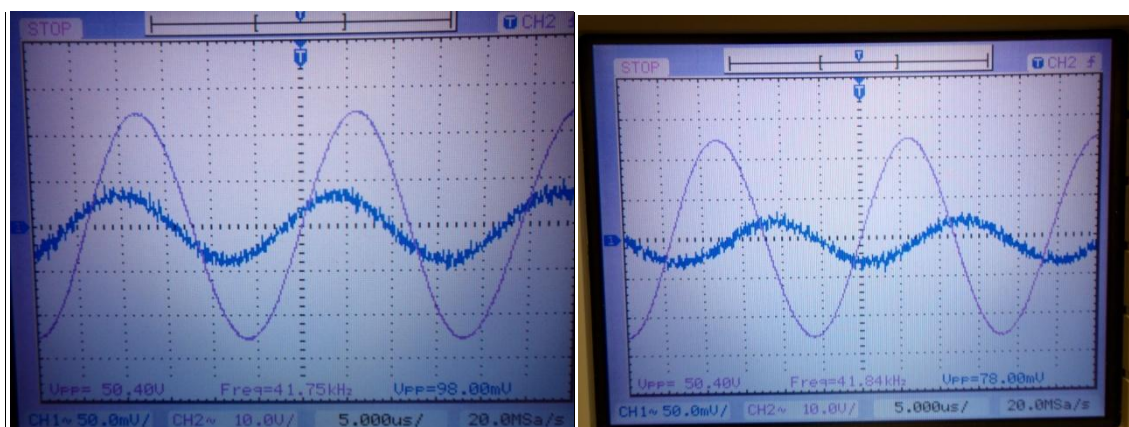 STOP
T CH2
1
Vpp= 50.40V Freq=41.75kHz Vpp=98.00mV
CH1~ 50.0mV/ CH2~ 10.0V/ 5.000us/ 20.0MSa/s
STOP
T CH2
1
Vpp= 50.40V Freq=41.84kHz Vpp=78.00mV
CH1~ 50.0mV/ CH2~ 10.0V/ 5.000us/ 20.0MSa/s